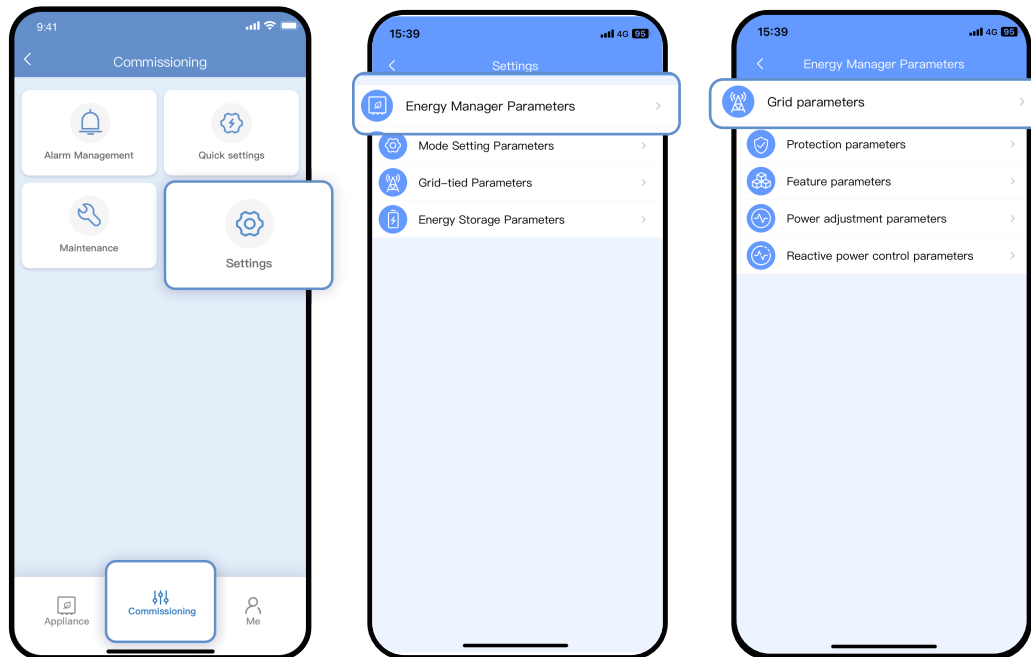 9:41
Commissioning
Alarm Management
Quick settings
Maintenance
Settings
Appliance
Commissioning
Me
15:39
4G 95
Settings
Energy Manager Parameters
Mode Setting Parameters
Grid-tied Parameters
Energy Storage Parameters
15:39
4G 95
Energy Manager Parameters
Grid parameters
Protection parameters
Feature parameters
Power adjustment parameters
Reactive power control parameters